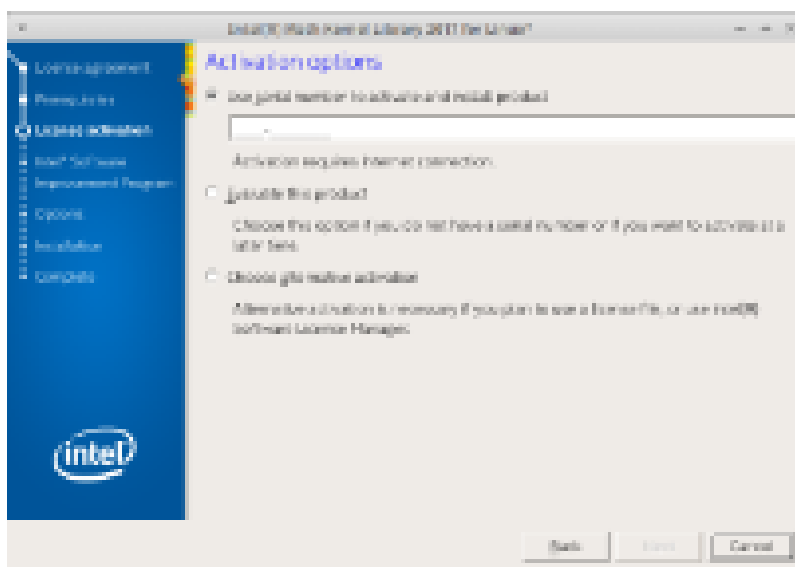 Intel(R) Math Kernel Library 2017 for Linux*
License agreement
Prerequisites
License activation
Intel® Software
Improvement Program
Options
Installation
Complete
intel
Activation options
Use serial number to activate and install product
Activation requires internet connection.
Evaluate this product
Choose this option if you do not have a serial number or if you want to activate at a
later time.
Choose alternative activation
Alternative activation is necessary if you plan to use a license file, or use Intel(R)
Software License Manager.
Back
Next
Cancel